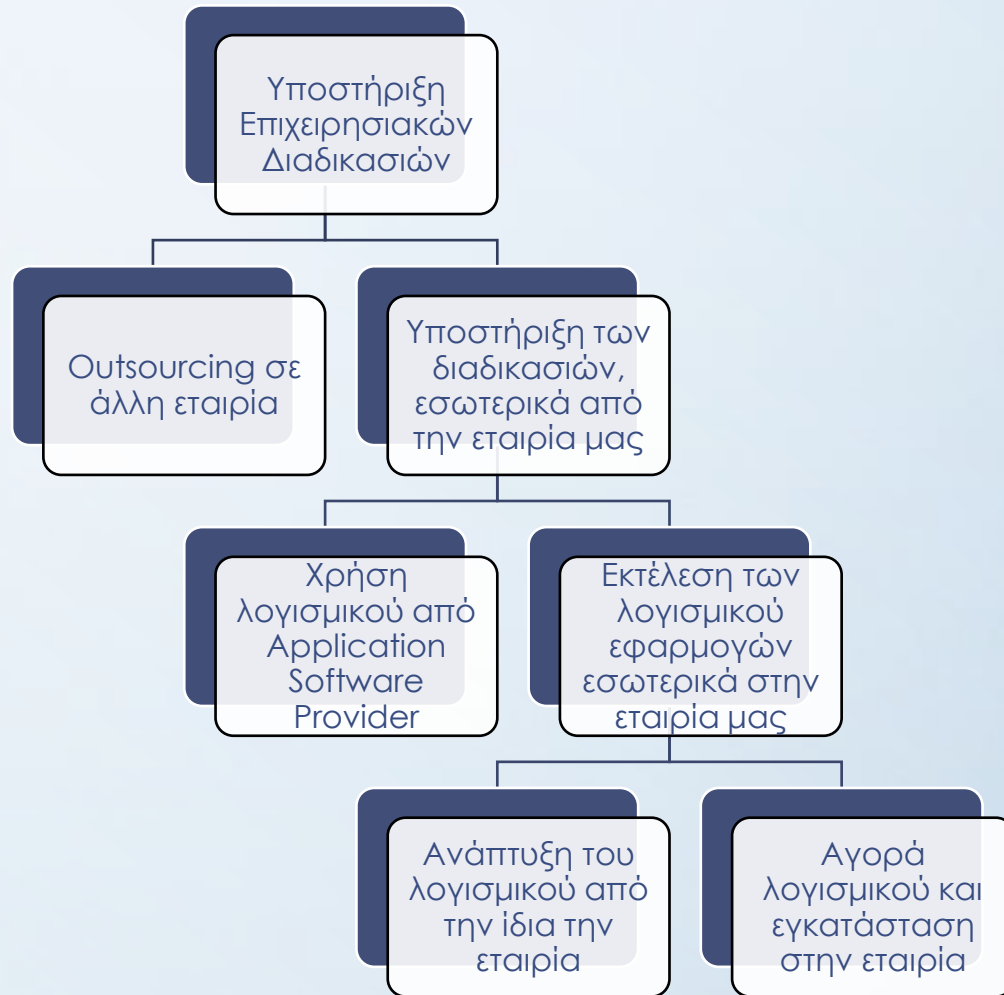 Υποστήριξη
Επιχειρησιακών
Διαδικασιών
Outsourcing σε
άλλη εταιρία
Υποστήριξη των
διαδικασιών,
εσωτερικά από
την εταιρία μας
Χρήση
λογισμικού από
Application
Software
Provider
Εκτέλεση των
λογισμικού
εφαρμογών
εσωτερικά στην
εταιρία μας
Ανάπτυξη του
λογισμικού από
την ίδια την
εταιρία
Αγορά
λογισμικού και
εγκατάσταση
στην εταιρία